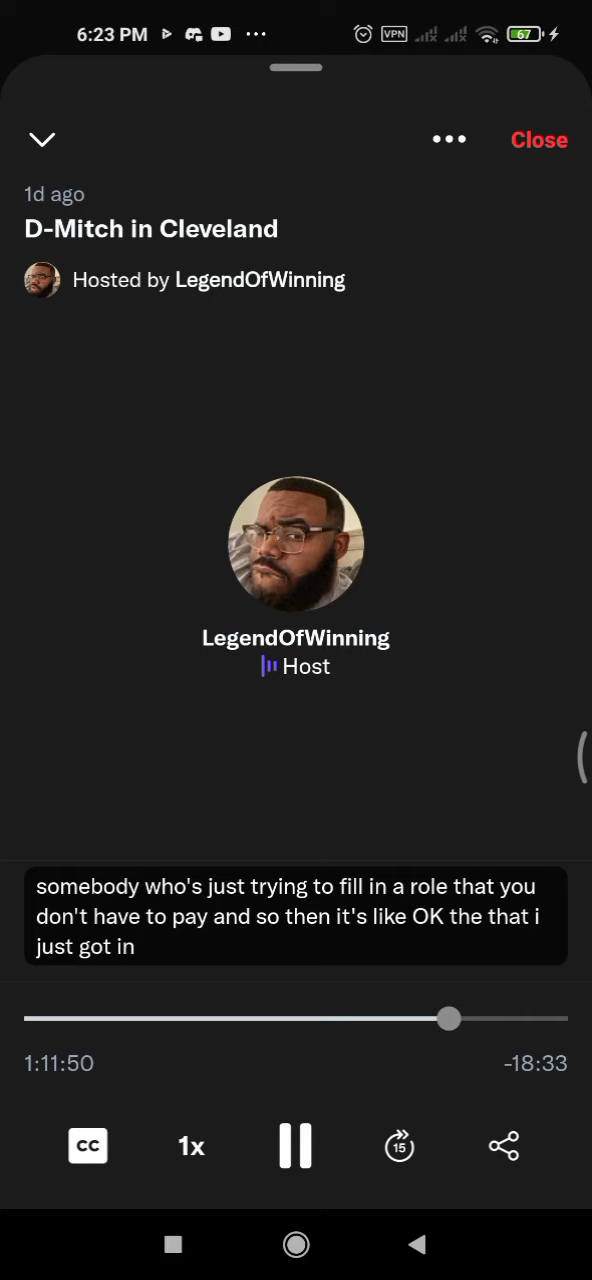 6:23 PM VPN 67
Close
1d ago
D-Mitch in Cleveland
Hosted by LegendOfWinning
LegendOfWinning
Host
somebody who's just trying to fill in a role that you
don't have to pay and so then it's like OK the that i
just got in
1:11:50 -18:33
CC 1x 15